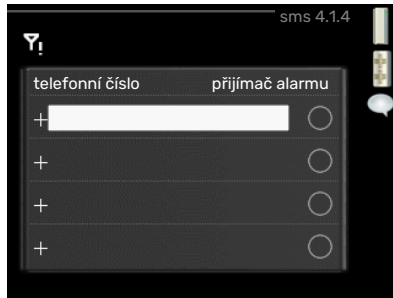 sms 4.1.4
telefonní číslo přijímač alarmu
+
+
+
+